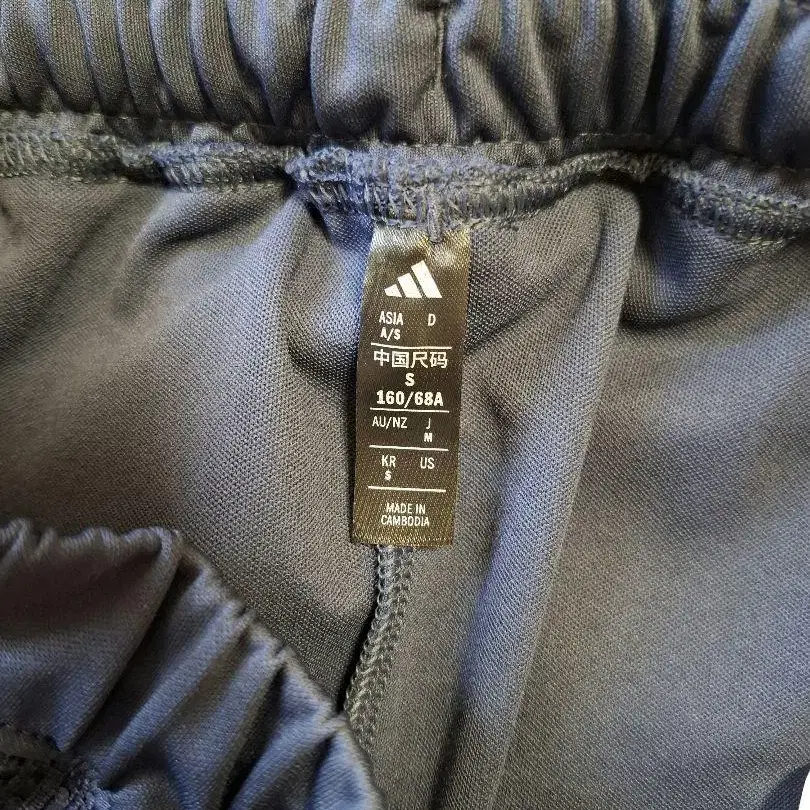 ASIA D
A/S
中国尺码
S
160/68A
AU/NZ J
M
KR US
S
MADE IN
CAMBODIA